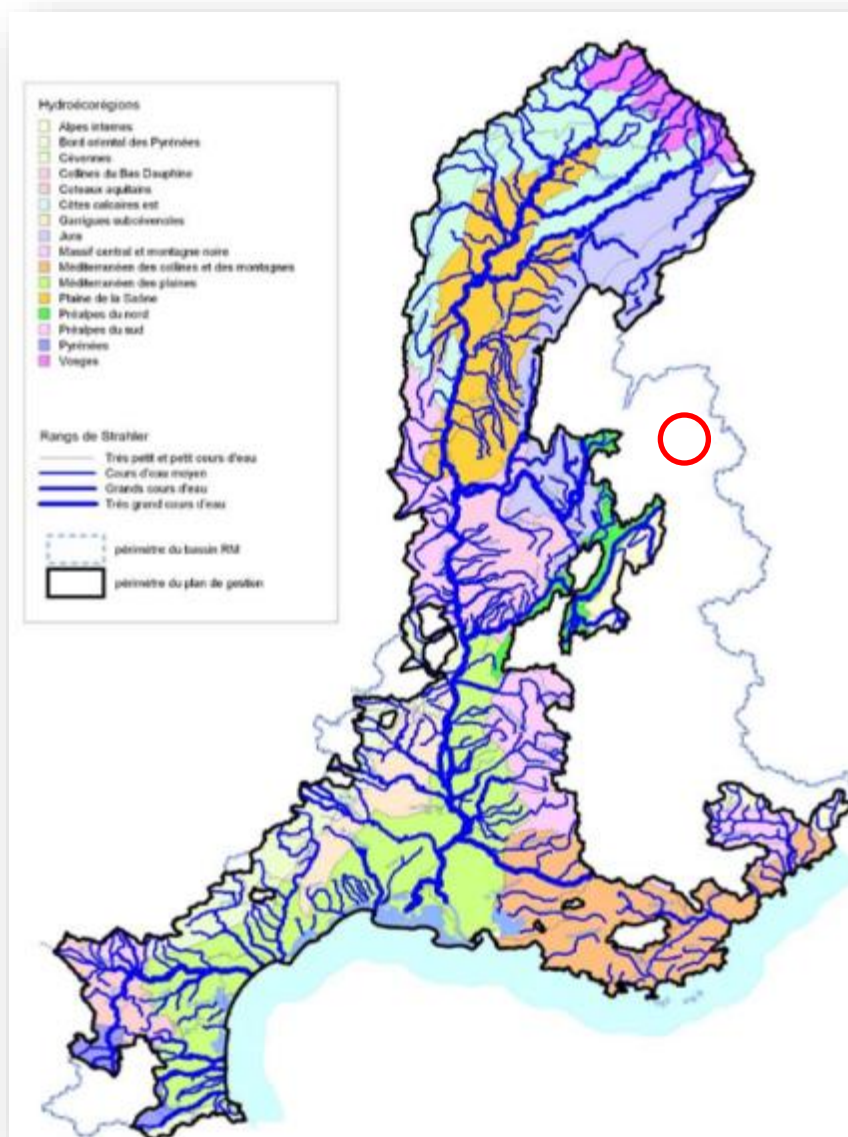 Hydroécorégions
Alpes internes
Bord oriental des Pyrénées
Cévennes
Collines du Bas Dauphine
Coteaux aquitains
Côtes calcaires est
Garrigues subcévenoles
Jura
Massif central et montagne noire
Méditerranéen des collines et des montagnes
Méditerranéen des plaines
Plaine de la Saône
Préalpes du nord
Préalpes du sud
Pyrénées
Vosges
Rangs de Strahler
Très petit et petit cours d'eau
Cours d'eau moyen
Grands cours d'eau
Très grand cours d'eau
périmètre du bassin RM
périmètre du plan de gestion